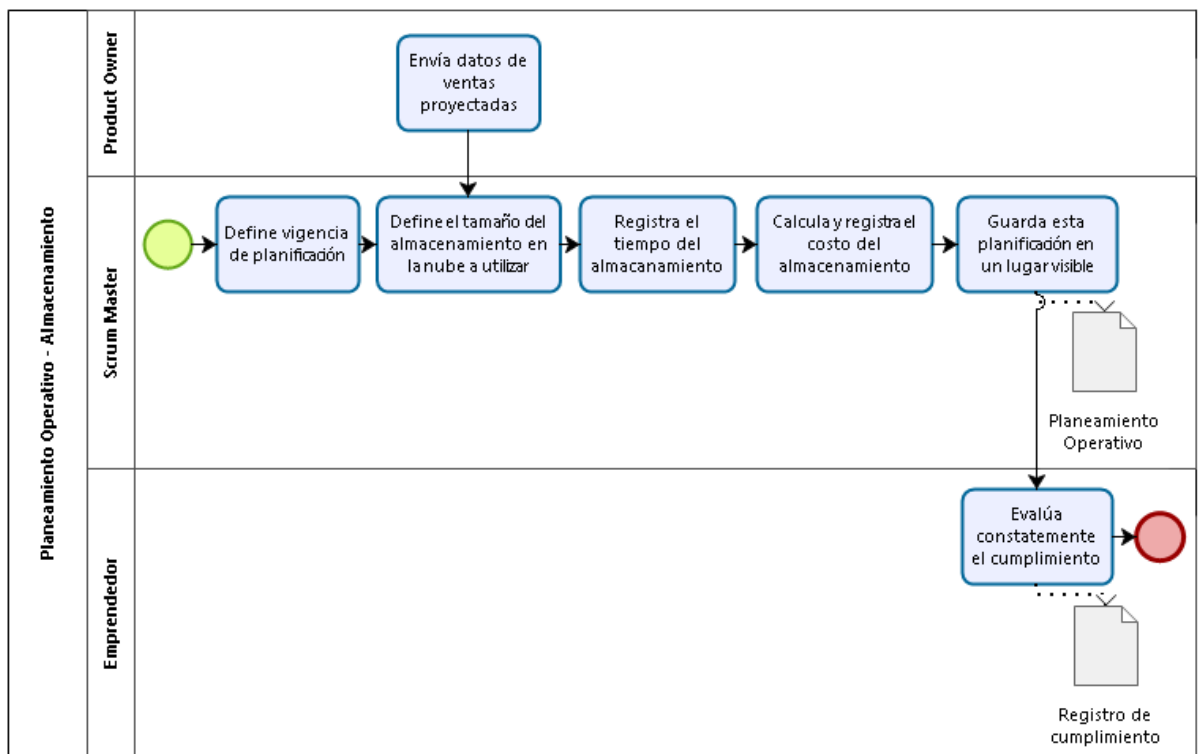 Planeamiento Operativo - Almacenamiento
Product Owner
Envía datos de
ventas
proyectadas
Scrum Master
Define vigencia
de planificación
Define el tamaño del
almacenamiento en
la nube a utilizar
Registra el
tiempo del
almacanamiento
Calcula y registra el
costo del
almacenamiento
Guarda esta
planificación en
un lugar visible
Planeamiento
Operativo
Emprendedor
Evalúa
constatemente
el cumplimiento
Registro de
cumplimiento